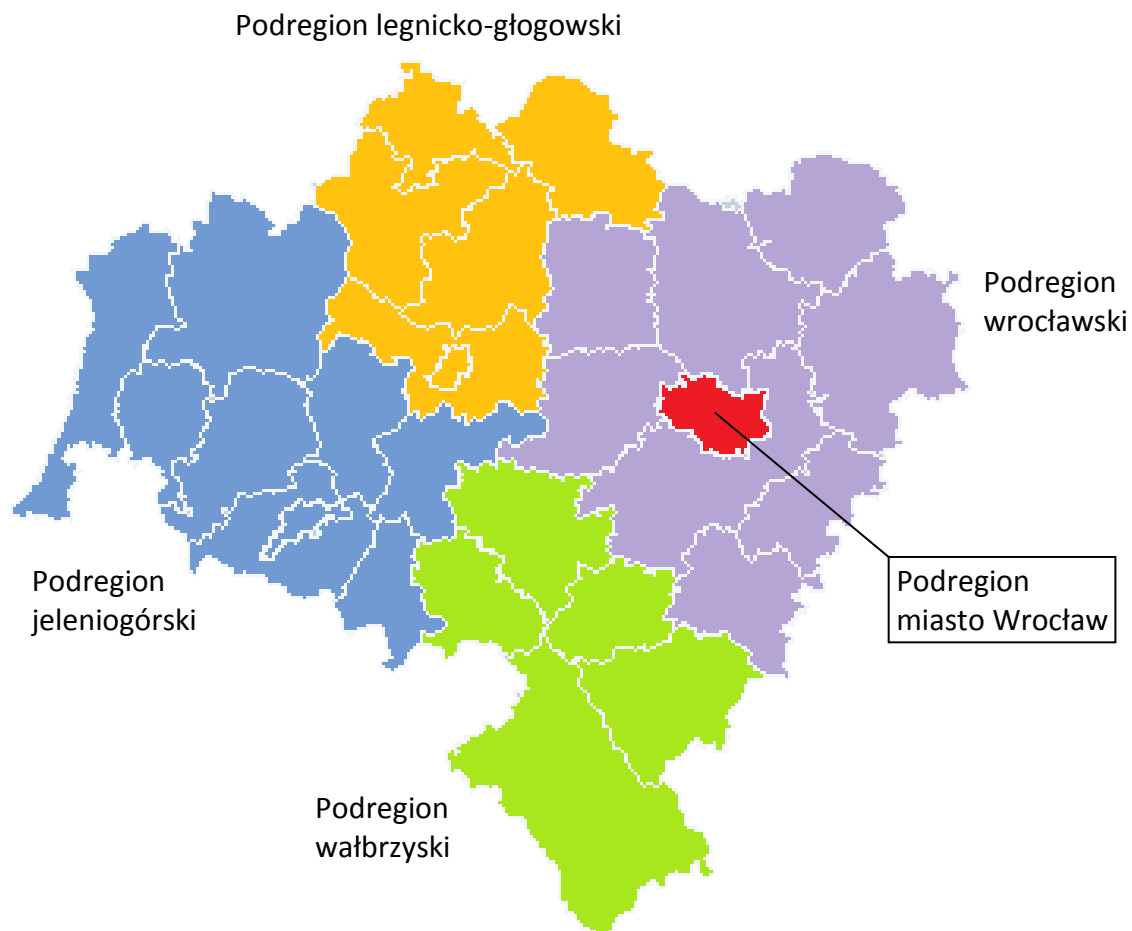 Podregion legnicko-głogowski
Podregion
wrocławski
Podregion
jeleniogórski
Podregion
miasto Wrocław
Podregion
wałbrzyski